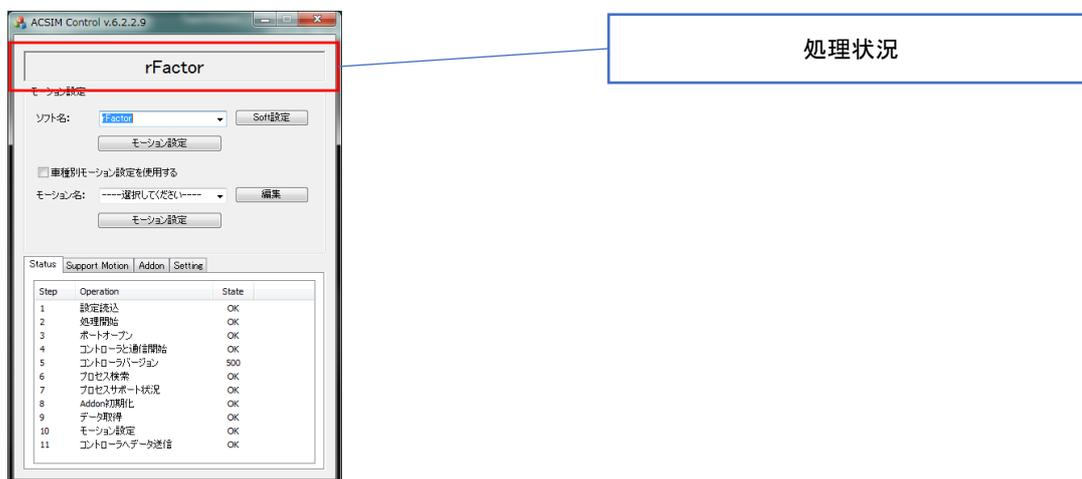 ACSIM Control v.6.2.2.9
処理状況
rFactor
モーション設定
ソフト名: rFactor Soft設定
モーション設定
車種別モーション設定を使用する
モーション名: ----選択してください---- 編集
モーション設定
Status Support Motion Addon Setting
Step Operation State
1 設定読込 OK
2 処理開始 OK
3 ポートオープン OK
4 コントローラと通信開始 OK
5 コントローラバージョン 500
6 プロセス検索 OK
7 プロセスサポート状況 OK
8 Addon初期化 OK
9 データ取得 OK
10 モーション設定 OK
11 コントローラへデータ送信 OK